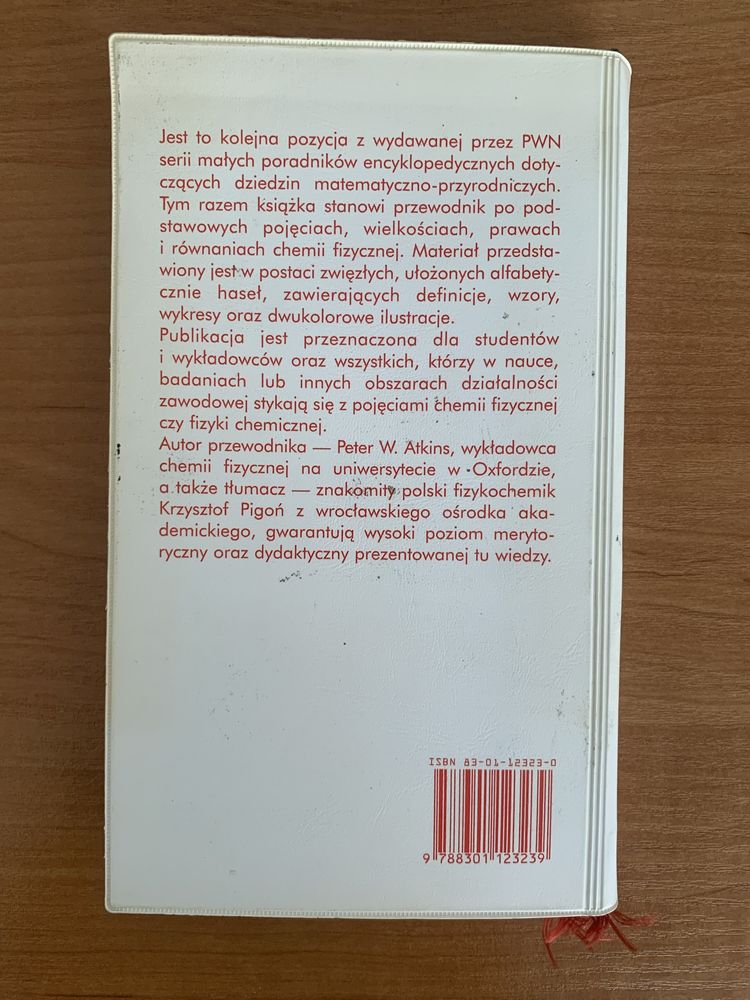 Jest to kolejna pozycja z wydawanej przez PWN
serii małych poradników encyklopedycznych doty-
czących dziedzin matematyczno-przyrodniczych.
Tym razem książka stanowi przewodnik po pod-
stawowych pojęciach, wielkościach, prawach
i równaniach chemii fizycznej. Materiał przedsta-
wiony jest w postaci zwięzłych, ułożonych alfabety-
cznie haseł, zawierających definicje, wzory,
wykresy oraz dwukolorowe ilustracje.
Publikacja jest przeznaczona dla studentów
i wykładowców oraz wszystkich, którzy w nauce,
badaniach lub innych obszarach działalności
zawodowej stykają się z pojęciami chemii fizycznej
czy fizyki chemicznej.
Autor przewodnika — Peter W. Atkins, wykładowca
chemii fizycznej na uniwersytecie w Oxfordzie,
a także tłumacz — znakomity polski fizykochemik
Krzysztof Pigoń z wrocławskiego ośrodka aka-
demickiego, gwarantują wysoki poziom meryto-
ryczny oraz dydaktyczny prezentowanej tu wiedzy.
ISBN 83-01-12323-0
9 788301 123239